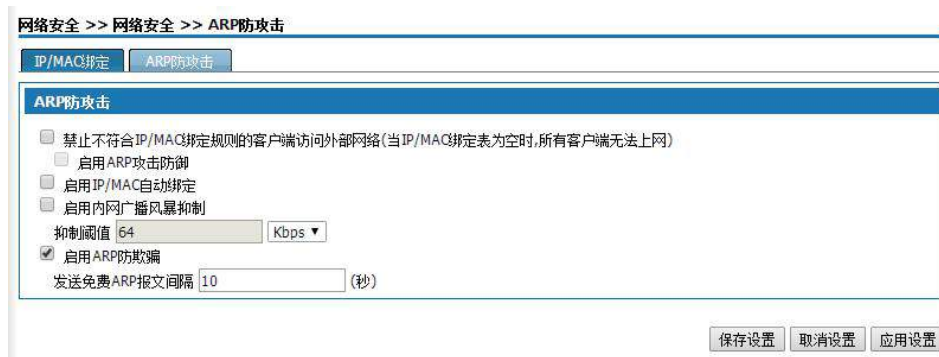 网络安全 >> 网络安全 >> ARP防攻击
IP/MAC绑定 ARP防攻击
ARP防攻击
禁止不符合IP/MAC绑定规则的客户端访问外部网络(当IP/MAC绑定表为空时,所有客户端无法上网)
启用ARP攻击防御
启用IP/MAC自动绑定
启用内网广播风暴抑制
抑制阈值 64 Kbps
启用ARP防欺骗
发送免费ARP报文间隔 10 (秒)
保存设置 取消设置 应用设置